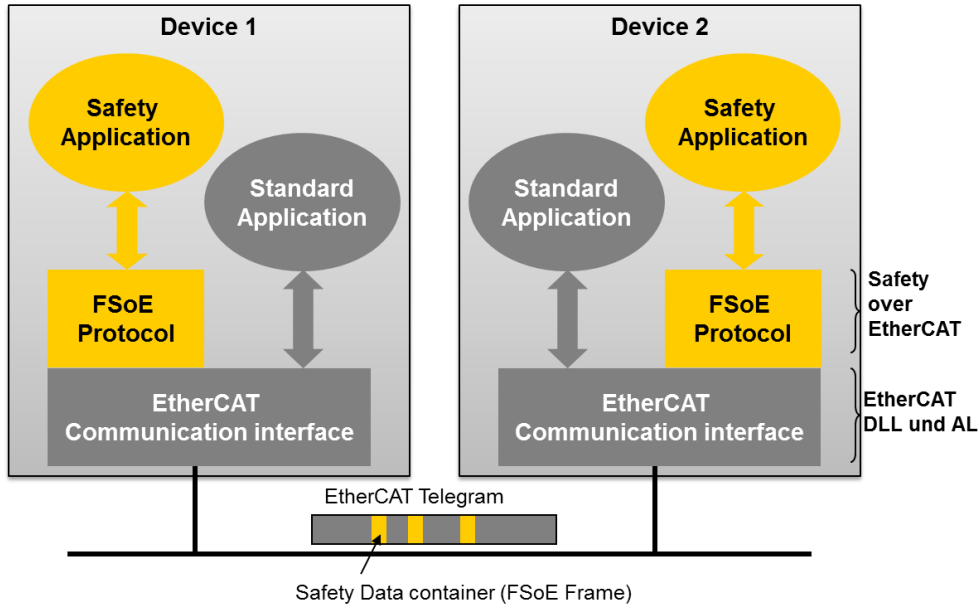 Device 1
Safety
Application
Standard
Application
FSoE
Protocol
EtherCAT
Communication interface
Device 2
Standard
Application
Safety
Application
FSoE
Protocol
EtherCAT
Communication interface
Safety
over
EtherCAT
EtherCAT
DLL und AL
EtherCAT Telegram
Safety Data container (FSoE Frame)